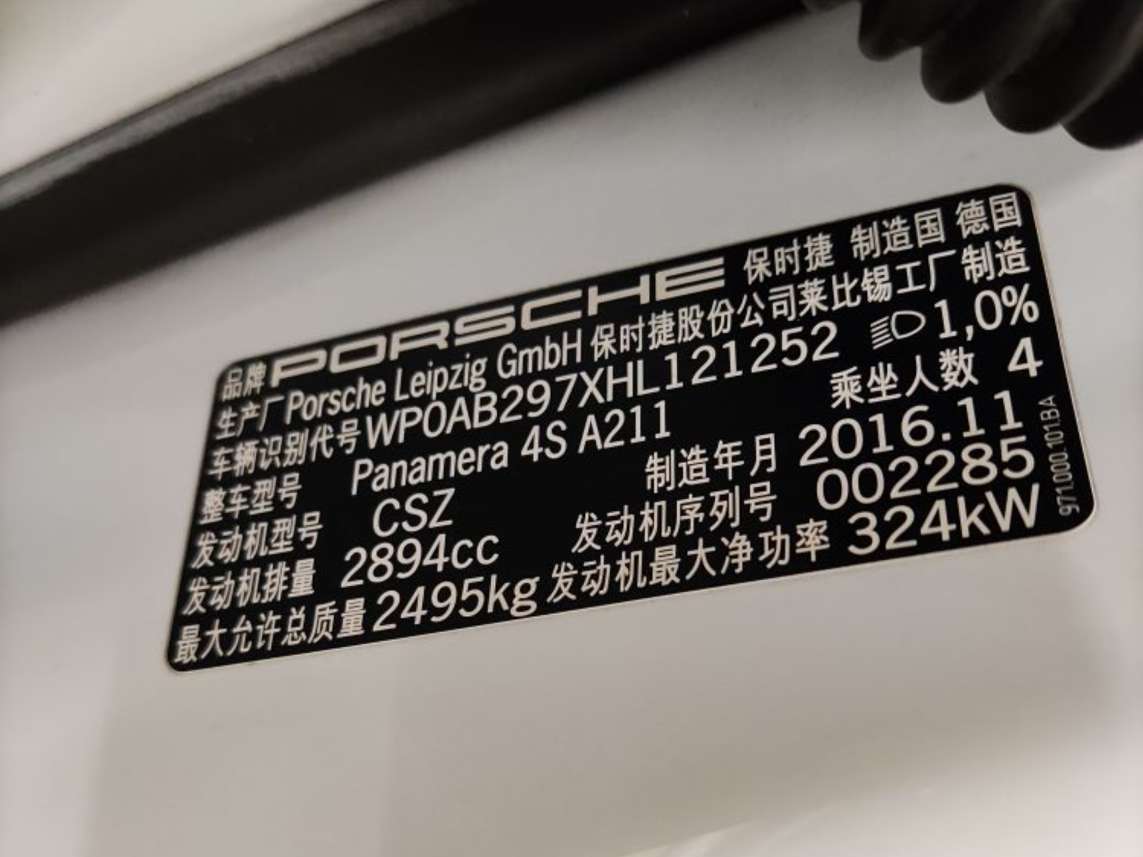 品牌 PORSCHE 保时捷 制造国 德国
生产厂 Porsche Leipzig GmbH 保时捷股份公司莱比锡工厂制造
车辆识别代号 WP0AB297XHL121252 1,0%
整车型号 Panamera 4S A211 乘坐人数 4
发动机型号 CSZ 制造年月 2016.11
发动机排量 2894cc 发动机序列号 002285
最大允许总质量 2495kg 发动机最大净功率 324kW
971.000.101.BA